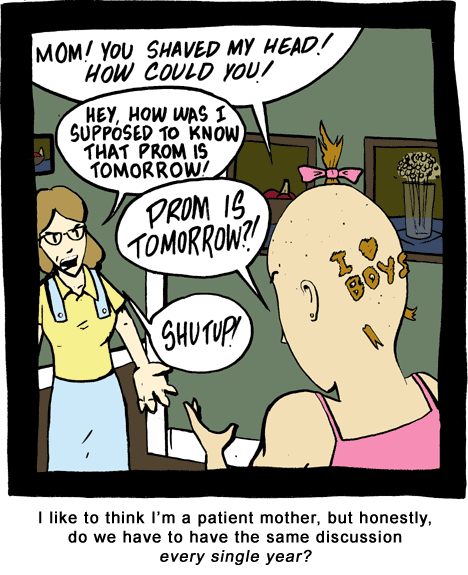 MOM! YOU SHAVED MY HEAD!
HOW COULD YOU!
HEY, HOW WAS I
SUPPOSED TO KNOW
THAT PROM IS
TOMORROW!
PROM IS
TOMORROW?!
SHUTUP!
I ♥
BOYS
I like to think I'm a patient mother, but honestly,
do we have to have the same discussion
every single year?